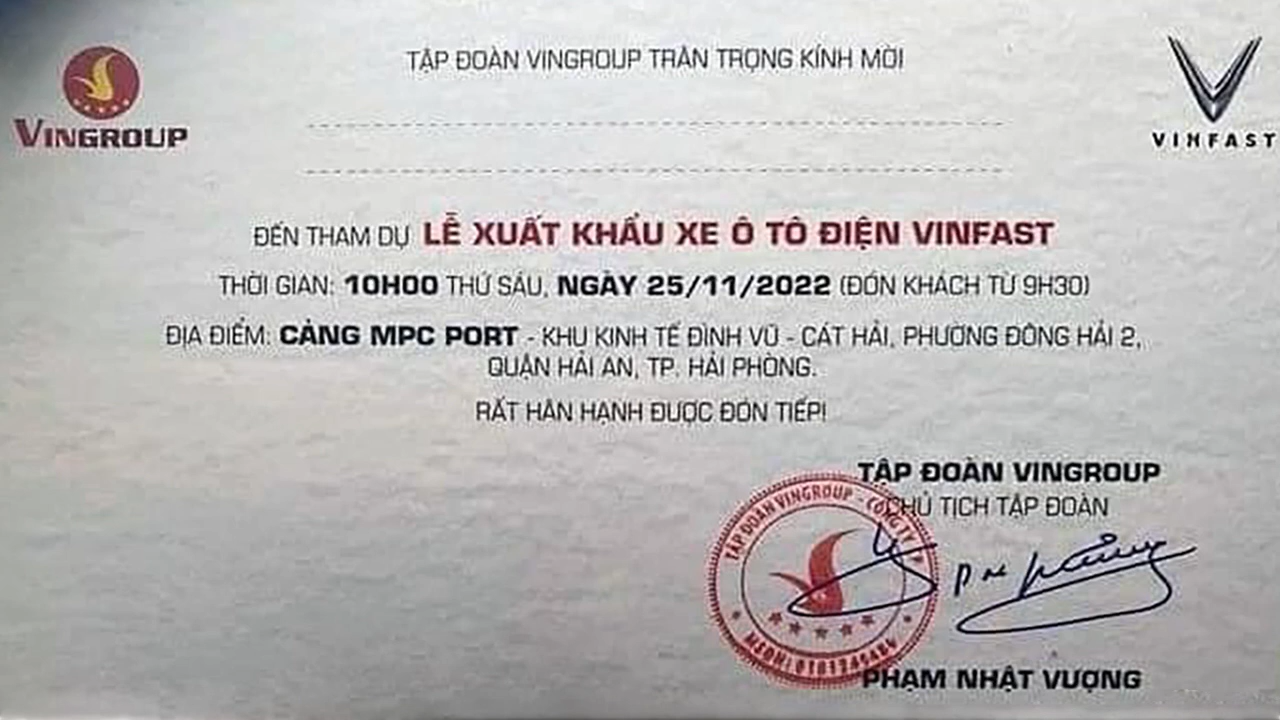 TẬP ĐOÀN VINGROUP TRÂN TRỌNG KÍNH MỜI
VINGROUP
VINFAST
ĐẾN THAM DỰ LỄ XUẤT KHẨU XE Ô TÔ ĐIỆN VINFAST
THỜI GIAN: 10H00 THỨ SÁU, NGÀY 25/11/2022 (ĐÓN KHÁCH TỪ 9H30)
ĐỊA ĐIỂM: CẢNG MPC PORT - KHU KINH TẾ ĐÌNH VŨ - CÁT HẢI, PHƯỜNG ĐÔNG HẢI 2,
QUẬN HẢI AN, TP. HẢI PHÒNG.
RẤT HÂN HẠNH ĐƯỢC ĐÓN TIẾP!
TẬP ĐOÀN VINGROUP
CHỦ TỊCH TẬP ĐOÀN
TẬP ĐOÀN VINGROUP - CÔNG TY CP
PHẠM NHẬT VƯỢNG